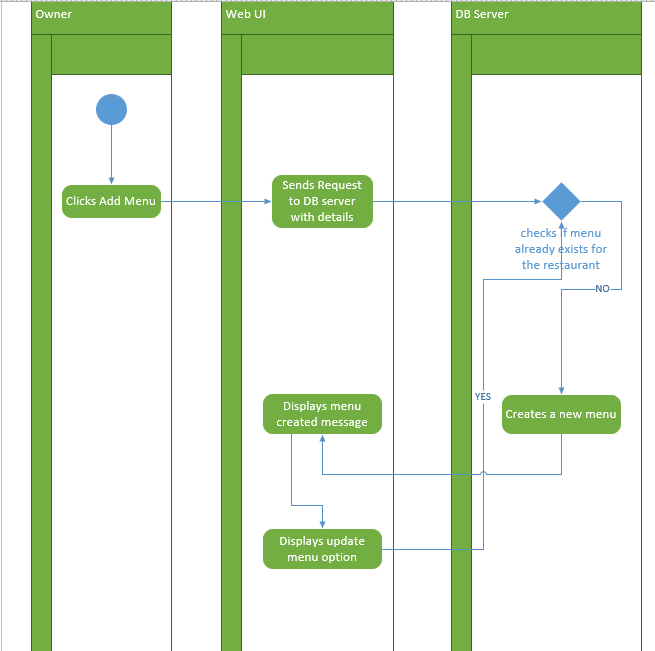 Owner
Web UI
DB Server
Clicks Add Menu
Sends Request
to DB server
with details
checks if menu
already exists for
the restaurant
NO
YES
Displays menu
created message
Creates a new menu
Displays update
menu option